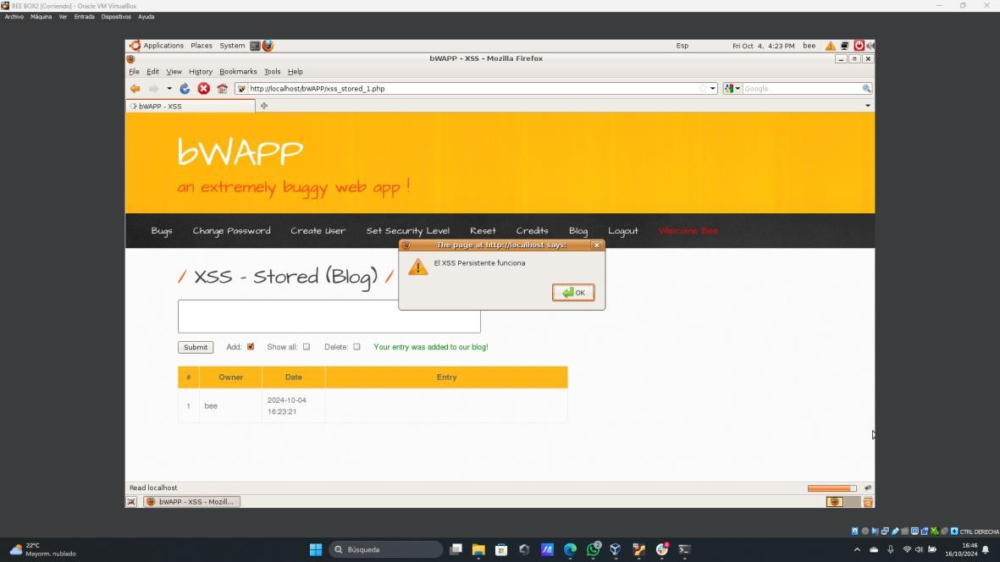 BEE BOX2 [Corriendo] - Oracle VM VirtualBox
Archivo Máquina Ver Entrada Dispositivos Ayuda
Applications Places System Esp Fri Oct 4, 4:23 PM bee
bWAPP - XSS - Mozilla Firefox
File Edit View History Bookmarks Tools Help
http://localhost/bWAPP/xss_stored_1.php Google
bWAPP - XSS
bWAPP
an extremely buggy web app !
Bugs Change Password Create User Set Security Level Reset Credits Blog Logout Welcome Bee
The page at http://localhost says:
El XSS Persistente funciona
OK
/ XSS - Stored (Blog) /
Submit Add: Show all: Delete: Your entry was added to our blog!
# Owner Date Entry
1 bee 2024-10-04
16:23:21
Read localhost
bWAPP - XSS - Mozill...
CTRL DERECHA
22°C
Mayorm. nublado
Búsqueda
2
4
16:46
16/10/2024